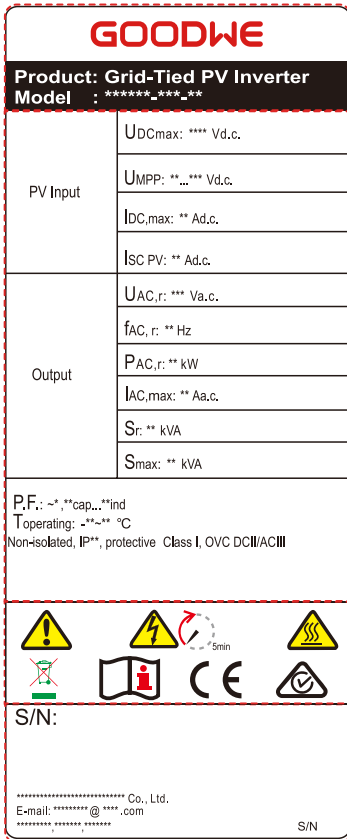 GOODWE
Product: Grid-Tied PV Inverter
Model : ******-***-**
PV Input
UDCmax: **** Vd.c.
UMPP: **...*** Vd.c.
IDC,max: ** Ad.c.
ISC PV: ** Ad.c.
Output
UAC,r: *** Va.c.
fAC, r: ** Hz
PAC,r: ** kW
IAC,max: ** Aa.c.
Sr: ** kVA
Smax: ** kVA
P.F.: ~*,**cap...**ind
Toperating: -**~** °C
Non-isolated, IP**, protective Class I, OVC DCII/ACIII
5min
i
CE
S/N:
************************** Co., Ltd.
E-mail: ********* @ **** .com
*********,*******,*******
S/N